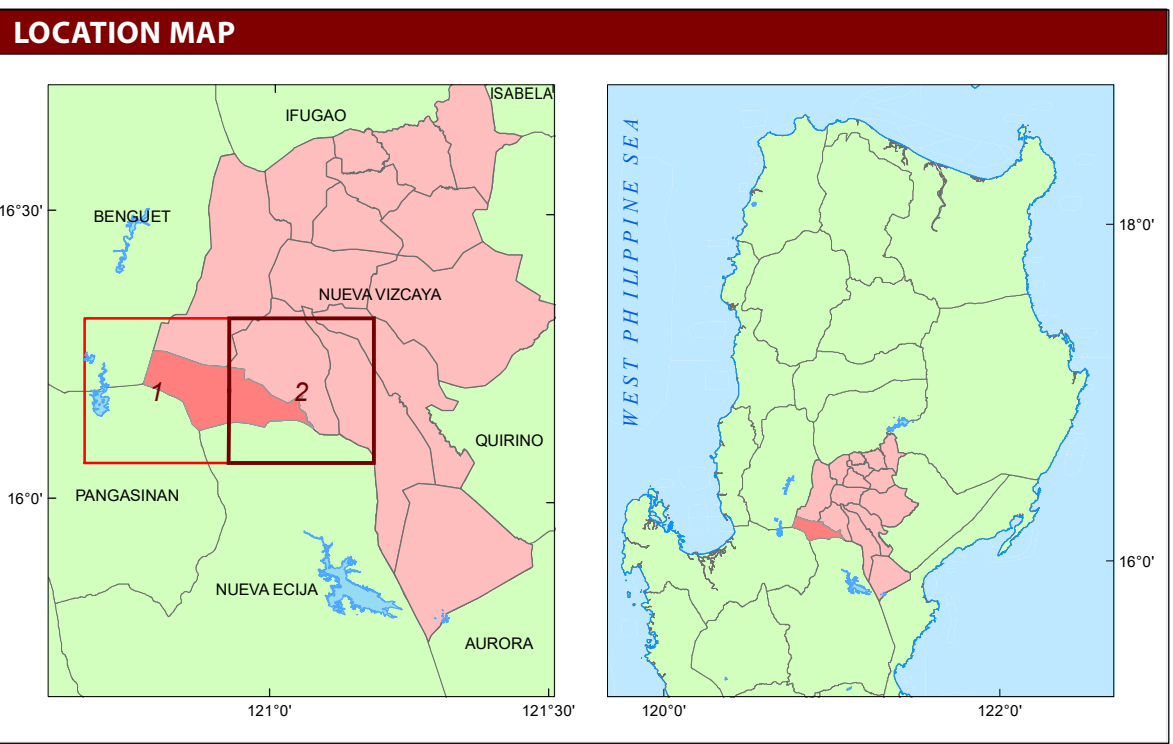 LOCATION MAP
ISABELA
IFUGAO
16°30'
BENGUET
NUEVA VIZCAYA
1
2
QUIRINO
16°0'
PANGASINAN
NUEVA ECIJA
AURORA
121°0'
121°30'
WEST PHILIPPINE SEA
18°0'
16°0'
120°0'
122°0'